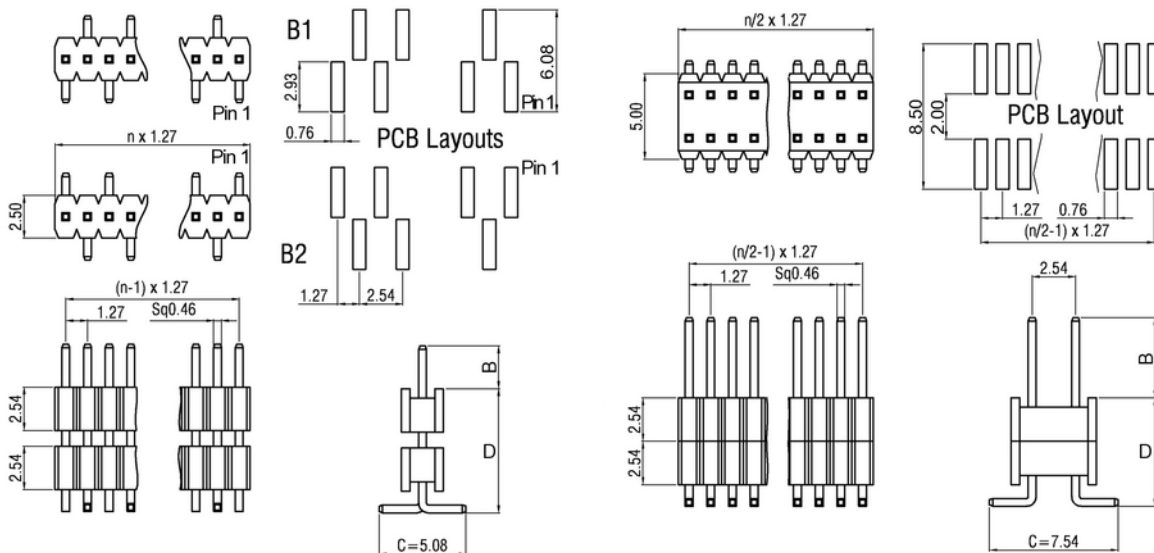 B1
Pin 1
2.93
6.08
Pin 1
0.76
PCB Layouts
n x 1.27
Pin 1
2.50
Pin 1
B2
1.27
2.54
(n-1) x 1.27
1.27
Sq0.46
2.54
2.54
B
D
C=5.08
n/2 x 1.27
5.00
8.50
2.00
PCB Layout
1.27
0.76
(n/2-1) x 1.27
(n/2-1) x 1.27
1.27
Sq0.46
2.54
2.54
2.54
B
D
C=7.54